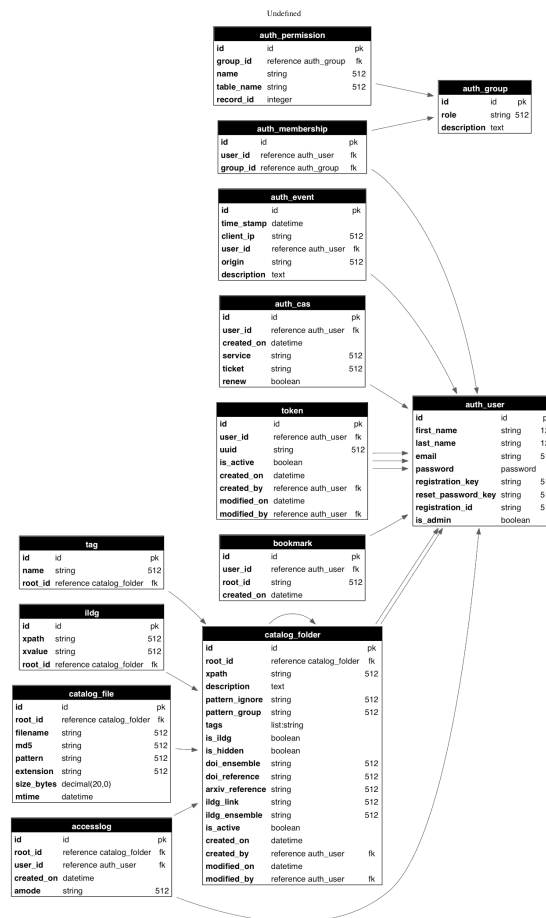 Undefined
auth_permission
id id pk
group_id reference auth_group fk
name string 512
table_name string 512
record_id integer
auth_group
id id pk
role string 512
description text
auth_membership
id id pk
user_id reference auth_user fk
group_id reference auth_group fk
auth_event
id id pk
time_stamp datetime
client_ip string 512
user_id reference auth_user fk
origin string 512
description text
auth_cas
id id pk
user_id reference auth_user fk
created_on datetime
service string 512
ticket string 512
renew boolean
auth_user
id id p
first_name string 12
last_name string 12
email string 51
password password
registration_key string 51
reset_password_key string 51
registration_id string 51
is_admin boolean
token
id id pk
user_id reference auth_user fk
uuid string 512
is_active boolean
created_on datetime
created_by reference auth_user fk
modified_on datetime
modified_by reference auth_user fk
bookmark
id id pk
user_id reference auth_user fk
root_id string 512
created_on datetime
tag
id id pk
name string 512
root_id reference catalog_folder fk
ildg
id id pk
xpath string 512
xvalue string 512
root_id reference catalog_folder fk
catalog_file
id id pk
root_id reference catalog_folder fk
filename string 512
md5 string 512
pattern string 512
extension string 512
size_bytes decimal(20,0)
mtime datetime
accesslog
id id pk
root_id reference catalog_folder fk
user_id reference auth_user fk
created_on datetime
amode string 512
catalog_folder
id id pk
root_id reference catalog_folder fk
xpath string 512
description text
pattern_ignore string 512
pattern_group string 512
tags list:string
is_ildg boolean
is_hidden boolean
doi_ensemble string 512
doi_reference string 512
arxiv_reference string 512
ildg_link string 512
ildg_ensemble string 512
is_active boolean
created_on datetime
created_by reference auth_user fk
modified_on datetime
modified_by reference auth_user fk